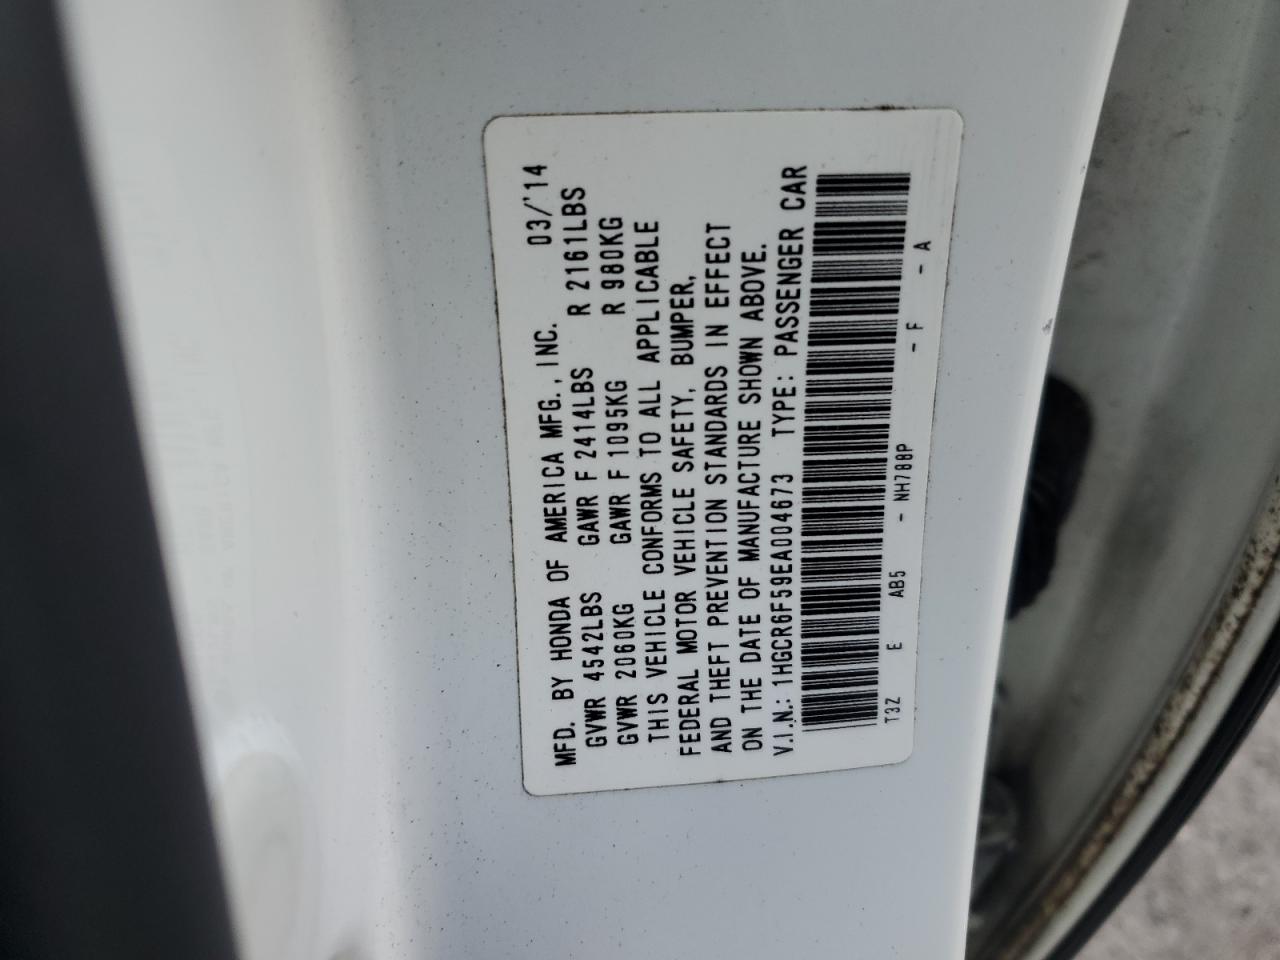 MFD. BY HONDA OF AMERICA MFG., INC. 03/'14
GVWR 4542LBS GAWR F 2414LBS R 2161LBS
GVWR 2060KG GAWR F 1095KG R 980KG
THIS VEHICLE CONFORMS TO ALL APPLICABLE
FEDERAL MOTOR VEHICLE SAFETY, BUMPER,
AND THEFT PREVENTION STANDARDS IN EFFECT
ON THE DATE OF MANUFACTURE SHOWN ABOVE.
V.I.N.: 1HGCR6F59EA004673 TYPE: PASSENGER CAR
T3Z E AB5 - NH788P - F - A